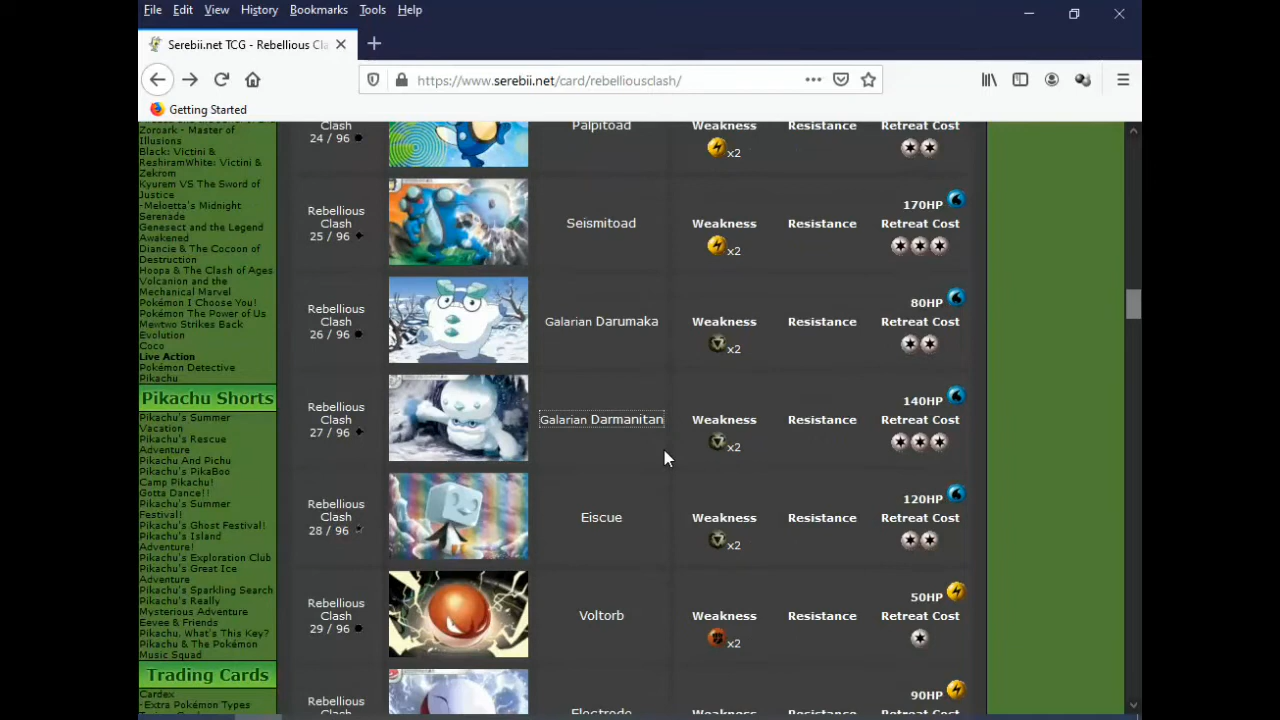 File Edit View History Bookmarks Tools Help
Serebii.net TCG - Rebellious Cla
https://www.serebii.net/card/rebelliousclash/
Getting Started
Zoroark - Master of
Illusions
Black: Victini &
ReshiramWhite: Victini &
Zekrom
Kyurem VS The Sword of
Justice
-Meloetta's Midnight
Serenade
Genesect and the Legend
Awakened
Diancie & The Cocoon of
Destruction
Hoopa & The Clash of Ages
Volcanion and the
Mechanical Marvel
Pokémon I Choose You!
Pokémon The Power of Us
Mewtwo Strikes Back
Evolution
Coco
Live Action
Pokémon Detective
Pikachu
Pikachu Shorts
Pikachu's Summer
Vacation
Pikachu's Rescue
Adventure
Pikachu And Pichu
Pikachu's PikaBoo
Camp Pikachu!
Gotta Dance!!
Pikachu's Summer
Festival!
Pikachu's Ghost Festival!
Pikachu's Island
Adventure!
Pikachu's Exploration Club
Pikachu's Great Ice
Adventure
Pikachu's Sparkling Search
Pikachu's Really
Mysterious Adventure
Eevee & Friends
Pikachu, What's This Key?
Pikachu & The Pokémon
Music Squad
Trading Cards
Cardex
-Extra Pokémon Types
Clash
24 / 96
Palpitoad
Weakness Resistance Retreat Cost
x2
Rebellious
Clash
25 / 96
Seismitoad
170HP
Weakness Resistance Retreat Cost
x2
Rebellious
Clash
26 / 96
Galarian Darumaka
80HP
Weakness Resistance Retreat Cost
x2
Rebellious
Clash
27 / 96
Galarian Darmanitan
140HP
Weakness Resistance Retreat Cost
x2
Rebellious
Clash
28 / 96
Eiscue
120HP
Weakness Resistance Retreat Cost
x2
Rebellious
Clash
29 / 96
Voltorb
50HP
Weakness Resistance Retreat Cost
x2
Rebellious
Clash
Electrode
90HP
Weakness Resistance Retreat Cost